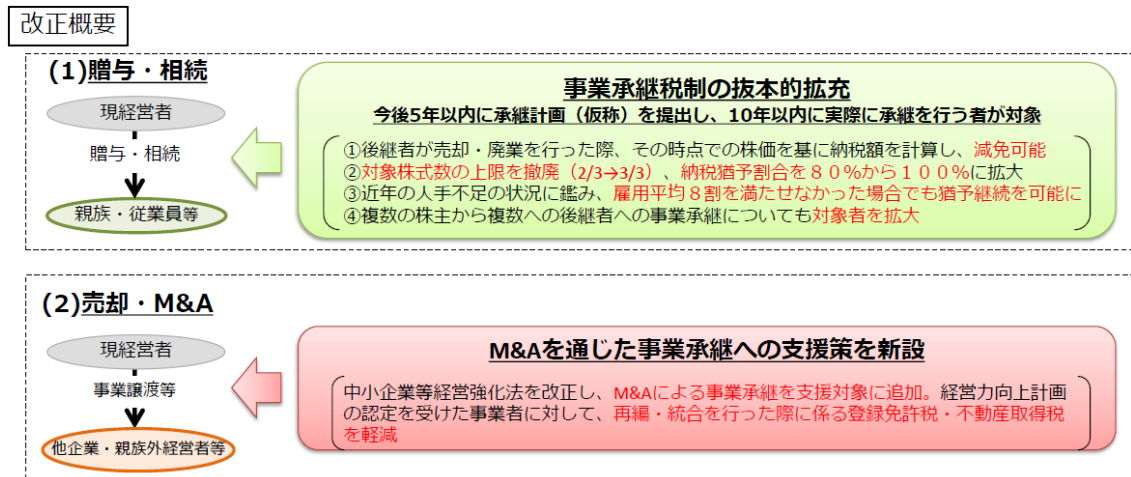 改正概要
(1)贈与・相続
現経営者
贈与・相続
親族・従業員等
事業承継税制の抜本的拡充
今後5年以内に承継計画（仮称）を提出し、10年以内に実際に承継を行う者が対象
①後継者が売却・廃業を行った際、その時点での株価を基に納税額を計算し、減免可能
②対象株式数の上限を撤廃（2/3→3/3）、納税猶予割合を８０%から１００%に拡大
③近年の人手不足の状況に鑑み、雇用平均８割を満たせなかった場合でも猶予継続を可能に
④複数の株主から複数への後継者への事業承継についても対象者を拡大
(2)売却・M&A
現経営者
事業譲渡等
他企業・親族外経営者等
M&Aを通じた事業承継への支援策を新設
中小企業等経営強化法を改正し、M&Aによる事業承継を支援対象に追加。経営力向上計画
の認定を受けた事業者に対して、再編・統合を行った際に係る登録免許税・不動産取得税
を軽減